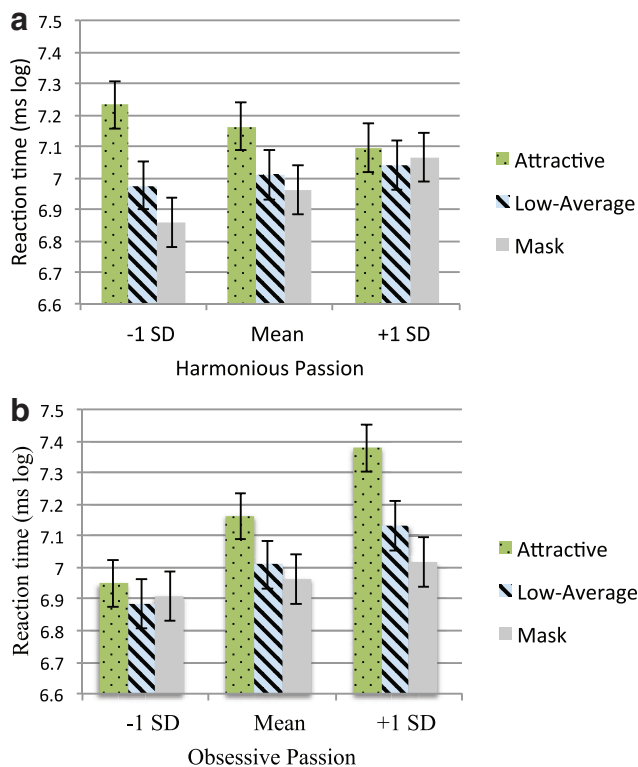 a
7.5
7.4
7.3
7.2
7.1
7
6.9
6.8
6.7
6.6
Reaction time (ms log)
-1 SD Mean +1 SD
Harmonious Passion
Attractive
Low-Average
Mask
b
7.5
7.4
7.3
7.2
7.1
7
6.9
6.8
6.7
6.6
Reaction time (ms log)
-1 SD Mean +1 SD
Obsessive Passion
Attractive
Low-Average
Mask